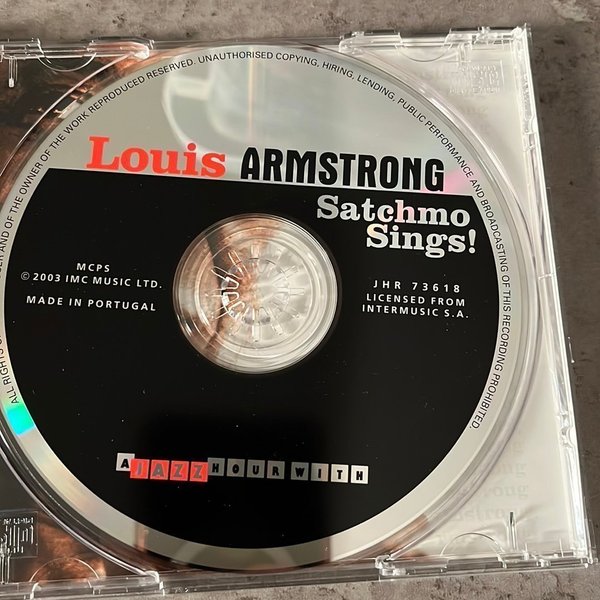 ALL RIGHTS
SER AND OF THE OWNER OF THE WORK REPRODUCED RESERVED. UNAUTHORISED COPYING, HIRING, LENDING, PUBLIC PERFORMANCE AND BROADCASTING OF THIS RECORDING PROHIBITED.
Louis ARMSTRONG
Satchmo
Sings!
MCPS
© 2003 IMC MUSIC LTD.
MADE IN PORTUGAL
JHR 73618
LICENSED FROM
INTERMUSIC S.A.
A JAZZ HOUR WITH